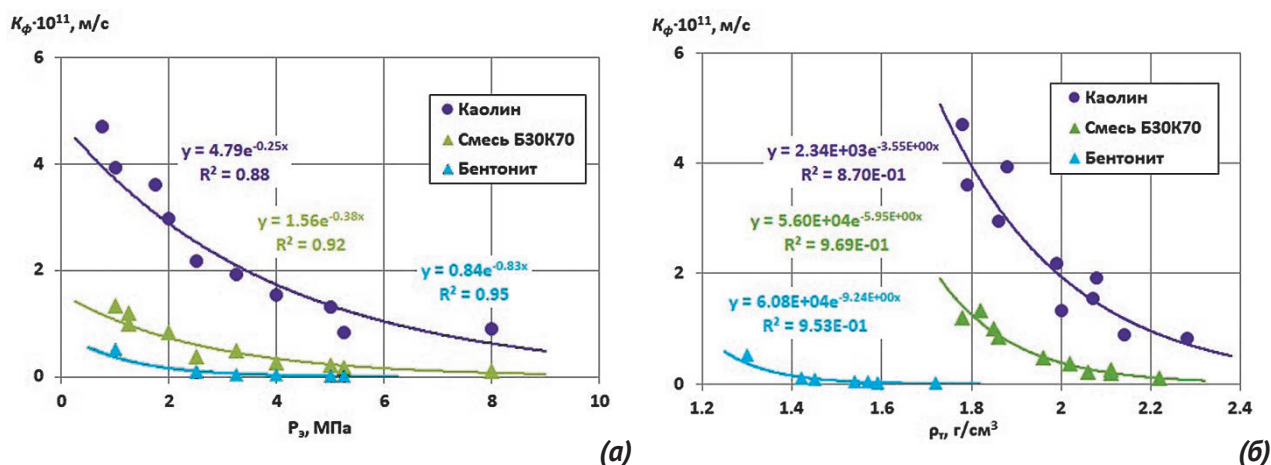 K_ф·10¹¹, м/с
6
4
2
0
0 2 4 6 8 10
P_э, МПа
Каолин
Смесь Б30К70
Бентонит
y = 4.79e^-0.25x
R² = 0.88
y = 1.56e^-0.38x
R² = 0.92
y = 0.84e^-0.83x
R² = 0.95
(а)
K_ф·10¹¹, м/с
6
4
2
0
1.2 1.4 1.6 1.8 2 2.2 2.4
ρ_т, г/см³
Каолин
Смесь Б30К70
Бентонит
y = 2.34E+03e^-3.55E+00x
R² = 8.70E-01
y = 5.60E+04e^-5.95E+00x
R² = 9.69E-01
y = 6.08E+04e^-9.24E+00x
R² = 9.53E-01
(б)